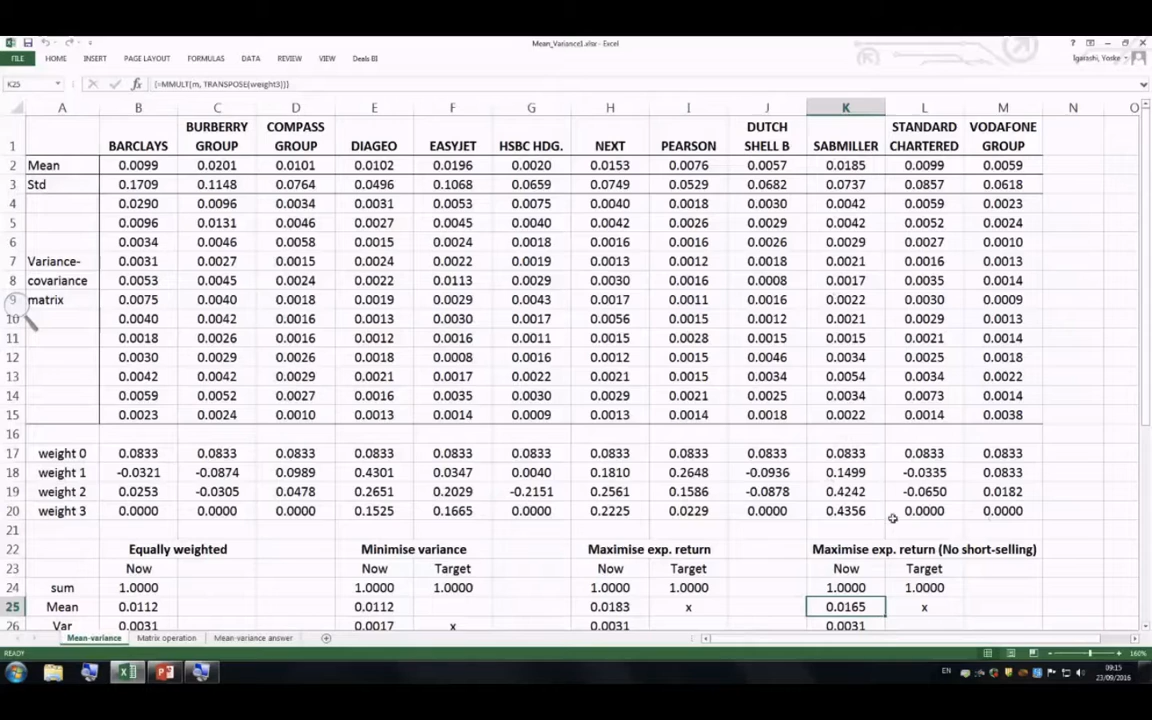 Mean_Variance1.xlsx - Excel
FILE HOME INSERT PAGE LAYOUT FORMULAS DATA REVIEW VIEW Deals BI Igarashi, Yoske
K25 {=MMULT(m, TRANSPOSE(weight3))}
A B C D E F G H I J K L M N O
1 BARCLAYS BURBERRY GROUP COMPASS GROUP DIAGEO EASYJET HSBC HDG. NEXT PEARSON DUTCH SHELL B SABMILLER STANDARD CHARTERED VODAFONE GROUP
2 Mean 0.0099 0.0201 0.0101 0.0102 0.0196 0.0020 0.0153 0.0076 0.0057 0.0185 0.0099 0.0059
3 Std 0.1709 0.1148 0.0764 0.0496 0.1068 0.0659 0.0749 0.0529 0.0682 0.0737 0.0857 0.0618
4 0.0290 0.0096 0.0034 0.0031 0.0053 0.0075 0.0040 0.0018 0.0030 0.0042 0.0059 0.0023
5 0.0096 0.0131 0.0046 0.0027 0.0045 0.0040 0.0042 0.0026 0.0029 0.0042 0.0052 0.0024
6 0.0034 0.0046 0.0058 0.0015 0.0024 0.0018 0.0016 0.0016 0.0026 0.0029 0.0027 0.0010
7 Variance- 0.0031 0.0027 0.0015 0.0024 0.0022 0.0019 0.0013 0.0012 0.0018 0.0021 0.0016 0.0013
8 covariance 0.0053 0.0045 0.0024 0.0022 0.0113 0.0029 0.0030 0.0016 0.0008 0.0017 0.0035 0.0014
9 matrix 0.0075 0.0040 0.0018 0.0019 0.0029 0.0043 0.0017 0.0011 0.0016 0.0022 0.0030 0.0009
10 0.0040 0.0042 0.0016 0.0013 0.0030 0.0017 0.0056 0.0015 0.0012 0.0021 0.0029 0.0013
11 0.0018 0.0026 0.0016 0.0012 0.0016 0.0011 0.0015 0.0028 0.0015 0.0015 0.0021 0.0014
12 0.0030 0.0029 0.0026 0.0018 0.0008 0.0016 0.0012 0.0015 0.0046 0.0034 0.0025 0.0018
13 0.0042 0.0042 0.0029 0.0021 0.0017 0.0022 0.0021 0.0015 0.0034 0.0054 0.0034 0.0022
14 0.0059 0.0052 0.0027 0.0016 0.0035 0.0030 0.0029 0.0021 0.0025 0.0034 0.0073 0.0014
15 0.0023 0.0024 0.0010 0.0013 0.0014 0.0009 0.0013 0.0014 0.0018 0.0022 0.0014 0.0038
16
17 weight 0 0.0833 0.0833 0.0833 0.0833 0.0833 0.0833 0.0833 0.0833 0.0833 0.0833 0.0833 0.0833
18 weight 1 -0.0321 -0.0874 0.0989 0.4301 0.0347 0.0040 0.1810 0.2648 -0.0936 0.1499 -0.0335 0.0833
19 weight 2 0.0253 -0.0305 0.0478 0.2651 0.2029 -0.2151 0.2561 0.1586 -0.0878 0.4242 -0.0650 0.0182
20 weight 3 0.0000 0.0000 0.0000 0.1525 0.1665 0.0000 0.2225 0.0229 0.0000 0.4356 0.0000 0.0000
21
22 Equally weighted Minimise variance Maximise exp. return Maximise exp. return (No short-selling)
23 Now Now Target Now Target Now Target
24 sum 1.0000 1.0000 1.0000 1.0000 1.0000 1.0000 1.0000
25 Mean 0.0112 0.0112 0.0183 x 0.0165 x
26 Var 0.0031 0.0017 x 0.0031 0.0031
Mean-variance Matrix operation Mean-variance answer
READY 160%
EN 09:15
23/09/2016